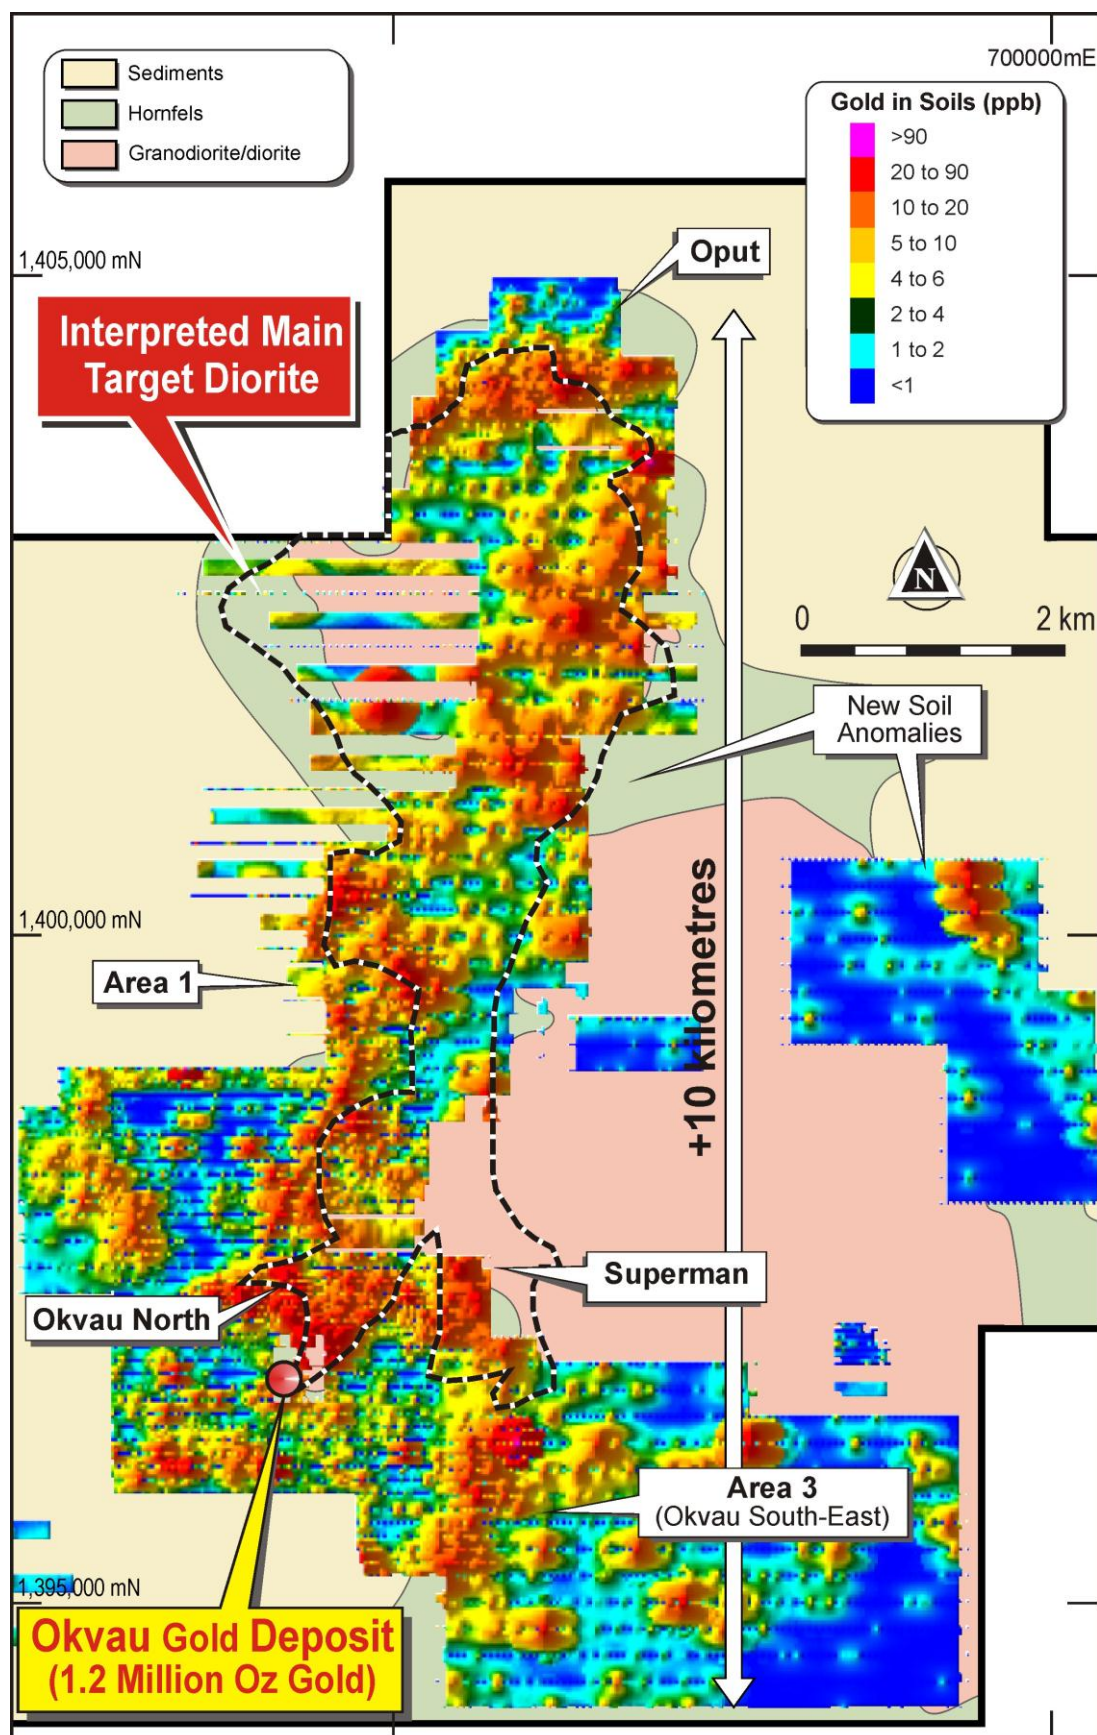 Sediments
Hornfels
Granodiorite/diorite
700000mE
Gold in Soils (ppb)
>90
20 to 90
10 to 20
5 to 10
4 to 6
2 to 4
1 to 2
<1
Oput
1,405,000 mN
Interpreted Main
Target Diorite
N
0 2 km
New Soil
Anomalies
+10 kilometres
1,400,000 mN
Area 1
Superman
Okvau North
Area 3
(Okvau South-East)
1,395,000 mN
Okvau Gold Deposit
(1.2 Million Oz Gold)